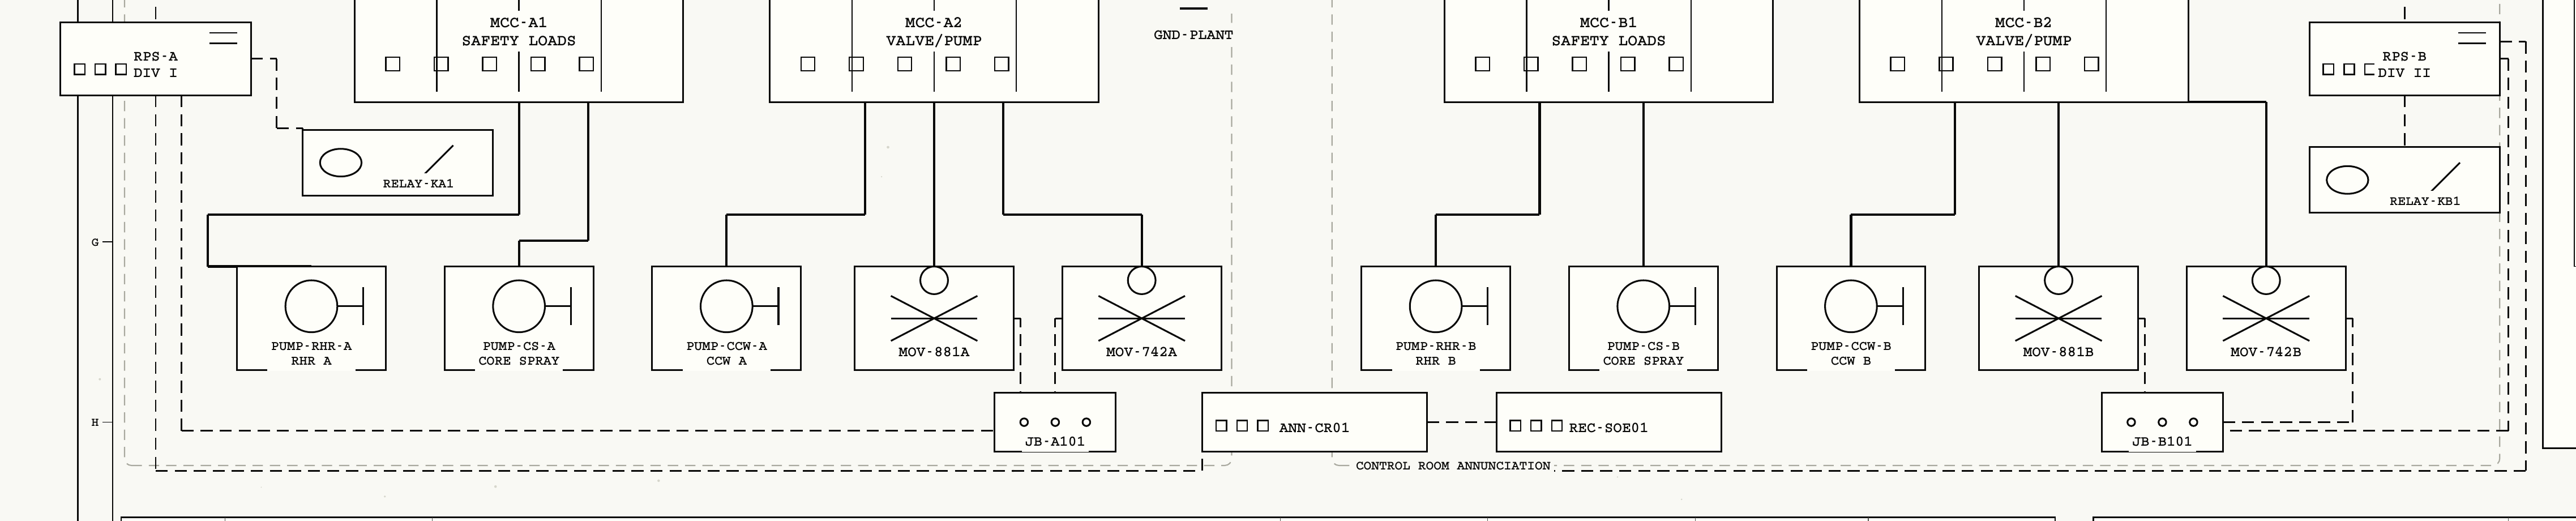 MCC-A1
SAFETY LOADS
MCC-A2
VALVE/PUMP
GND-PLANT
MCC-B1
SAFETY LOADS
MCC-B2
VALVE/PUMP
RPS-A
DIV I
RPS-B
DIV II
RELAY-KA1
RELAY-KB1
G
PUMP-RHR-A
RHR A
PUMP-CS-A
CORE SPRAY
PUMP-CCW-A
CCW A
MOV-881A
MOV-742A
PUMP-RHR-B
RHR B
PUMP-CS-B
CORE SPRAY
PUMP-CCW-B
CCW B
MOV-881B
MOV-742B
H
JB-A101
ANN-CR01
REC-SOE01
JB-B101
CONTROL ROOM ANNUNCIATION